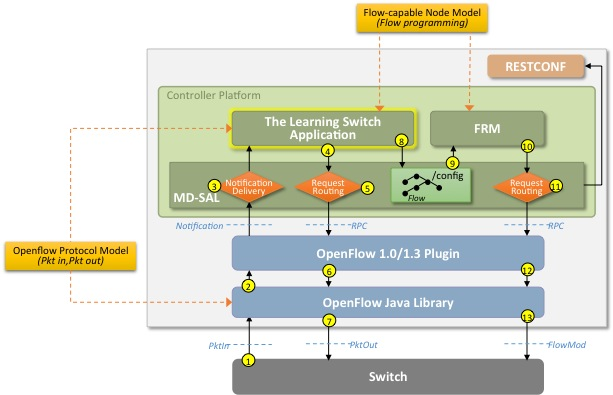 Flow-capable Node Model
(Flow programming)
RESTCONF
Controller Platform
The Learning Switch
Application
FRM
8
4
9
10
/config
Flow
MD-SAL
3
Notification
Delivery
Request
Routing
5
Request
Routing
11
Notification
RPC
RPC
Openflow Protocol Model
(Pkt in,Pkt out)
OpenFlow 1.0/1.3 Plugin
6
12
2
OpenFlow Java Library
7
13
PktIn
PktOut
FlowMod
1
Switch